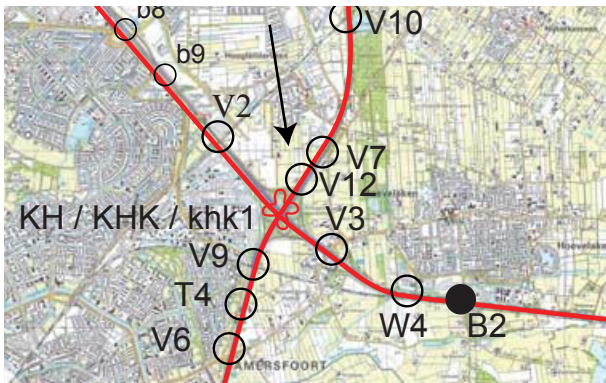 b8
V10
b9
V2
V7
V12
KH / KHK / khk1
V3
V9
T4
W4
B2
V6
AMERSFOORT